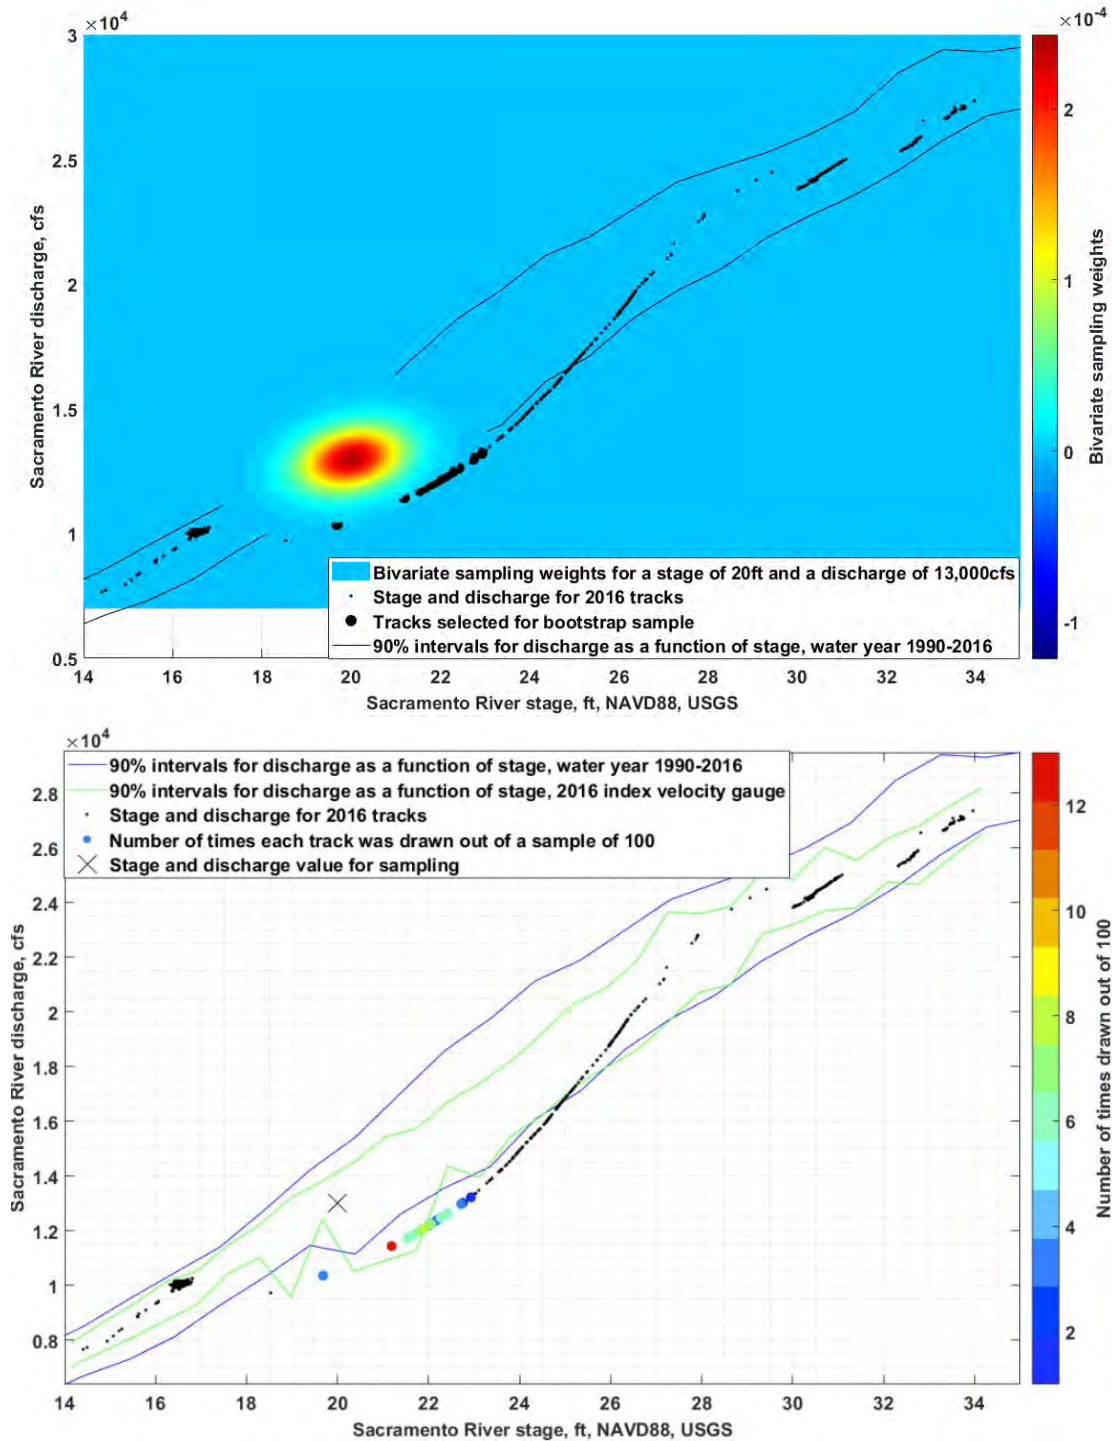 ×10⁴
×10⁻⁴
3
2.5
2
1.5
1
0.5
Sacramento River discharge, cfs
2
1
0
-1
Bivariate sampling weights
Bivariate sampling weights for a stage of 20ft and a discharge of 13,000cfs
Stage and discharge for 2016 tracks
Tracks selected for bootstrap sample
90% intervals for discharge as a function of stage, water year 1990-2016
14 16 18 20 22 24 26 28 30 32 34
Sacramento River stage, ft, NAVD88, USGS
×10⁴
90% intervals for discharge as a function of stage, water year 1990-2016
90% intervals for discharge as a function of stage, 2016 index velocity gauge
Stage and discharge for 2016 tracks
Number of times each track was drawn out of a sample of 100
Stage and discharge value for sampling
2.8
2.6
2.4
2.2
2
1.8
1.6
1.4
1.2
1
0.8
Sacramento River discharge, cfs
12
10
8
6
4
2
Number of times drawn out of 100
14 16 18 20 22 24 26 28 30 32 34
Sacramento River stage, ft, NAVD88, USGS